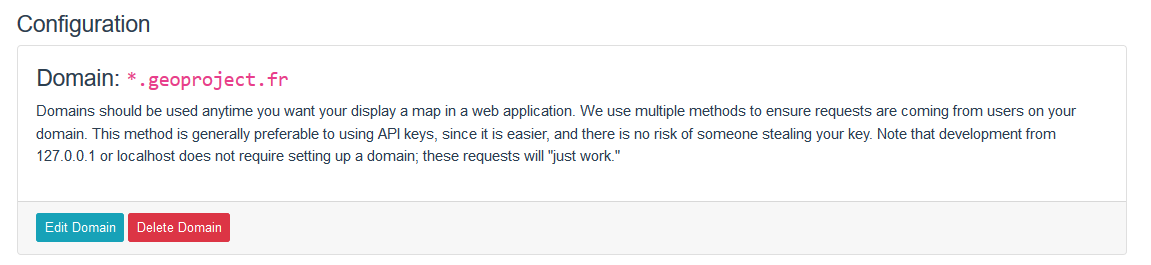 Configuration
Domain: *.geoproject.fr
Domains should be used anytime you want your display a map in a web application. We use multiple methods to ensure requests are coming from users on your
domain. This method is generally preferable to using API keys, since it is easier, and there is no risk of someone stealing your key. Note that development from
127.0.0.1 or localhost does not require setting up a domain; these requests will "just work."
Edit Domain Delete Domain